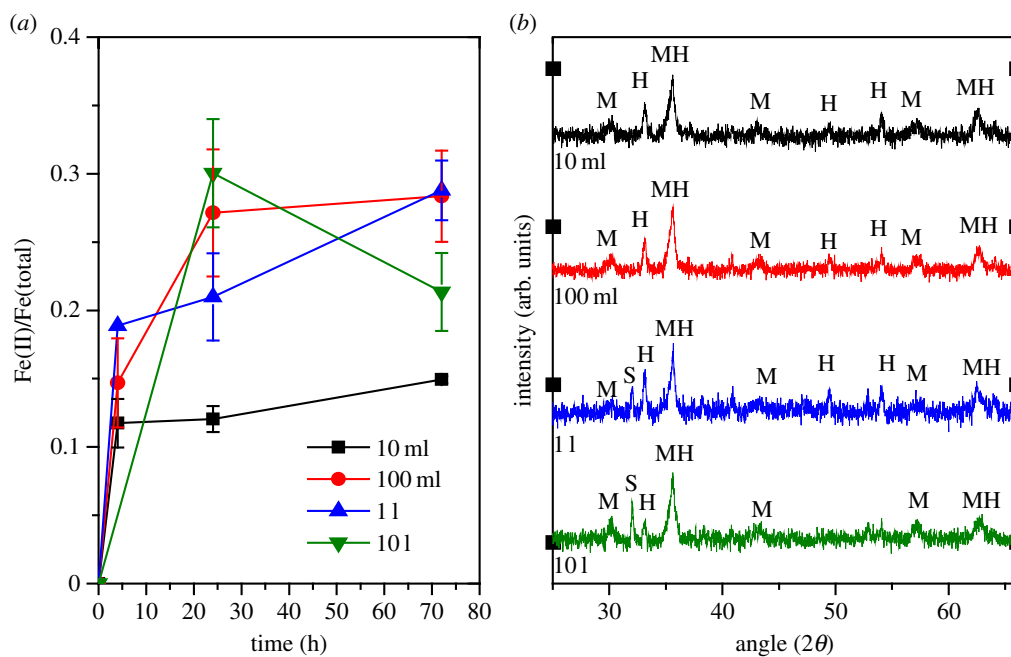 (a)
0.4
0.3
0.2
0.1
0
Fe(II)/Fe(total)
0 10 20 30 40 50 60 70 80
time (h)
10 ml
100 ml
1 l
10 l
(b)
intensity (arb. units)
M H MH M H H M MH
10 ml
M H MH M H H M MH
100 ml
M S H MH M H H M MH
1 l
M S H MH M M MH
10 l
30 40 50 60
angle (2θ)